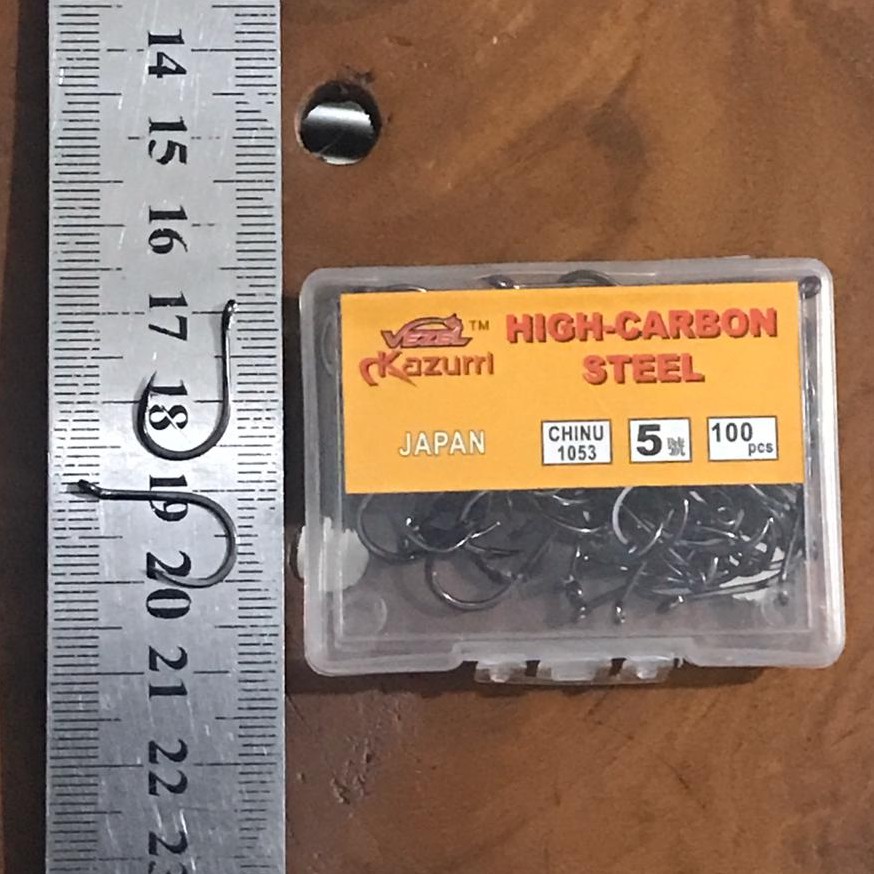 14
15
16
17
18
19
20
21
22
23
VEZEL™
Kazurri
HIGH-CARBON
STEEL
JAPAN
CHINU
1053
5號
100
pcs